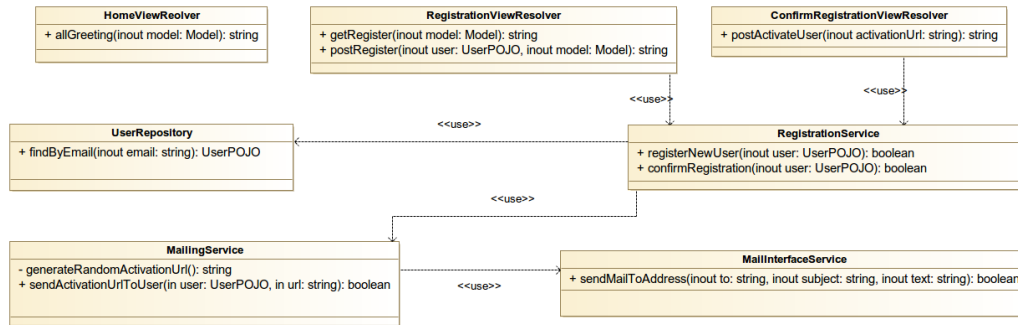 HomeViewReolver
+ allGreeting(inout model: Model): string
RegistrationViewResolver
+ getRegister(inout model: Model): string
+ postRegister(inout user: UserPOJO, inout model: Model): string
ConfirmRegistrationViewResolver
+ postActivateUser(inout activationUrl: string): string
<<use>>
<<use>>
<<use>>
UserRepository
+ findByEmail(inout email: string): UserPOJO
RegistrationService
+ registerNewUser(inout user: UserPOJO): boolean
+ confirmRegistration(inout user: UserPOJO): boolean
<<use>>
MailingService
- generateRandomActivationUrl(): string
+ sendActivationUrlToUser(in user: UserPOJO, in url: string): boolean
<<use>>
MailInterfaceService
+ sendMailToAddress(inout to: string, inout subject: string, inout text: string): boolean